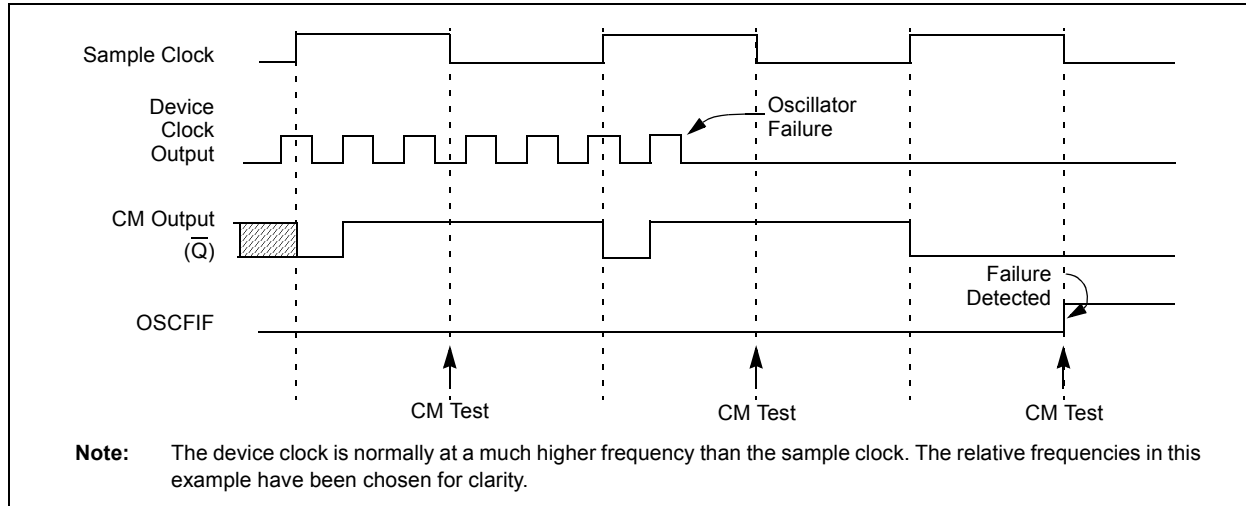 Sample Clock
Device
Clock
Output
Oscillator
Failure
CM Output
(Q̅)
Failure
Detected
OSCFIF
CM Test
CM Test
CM Test
Note: The device clock is normally at a much higher frequency than the sample clock. The relative frequencies in this
example have been chosen for clarity.